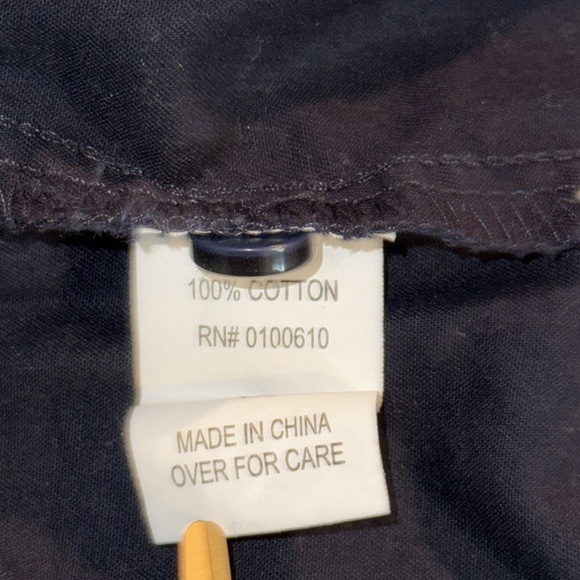 100% COTTON
RN# 0100610
MADE IN CHINA
OVER FOR CARE